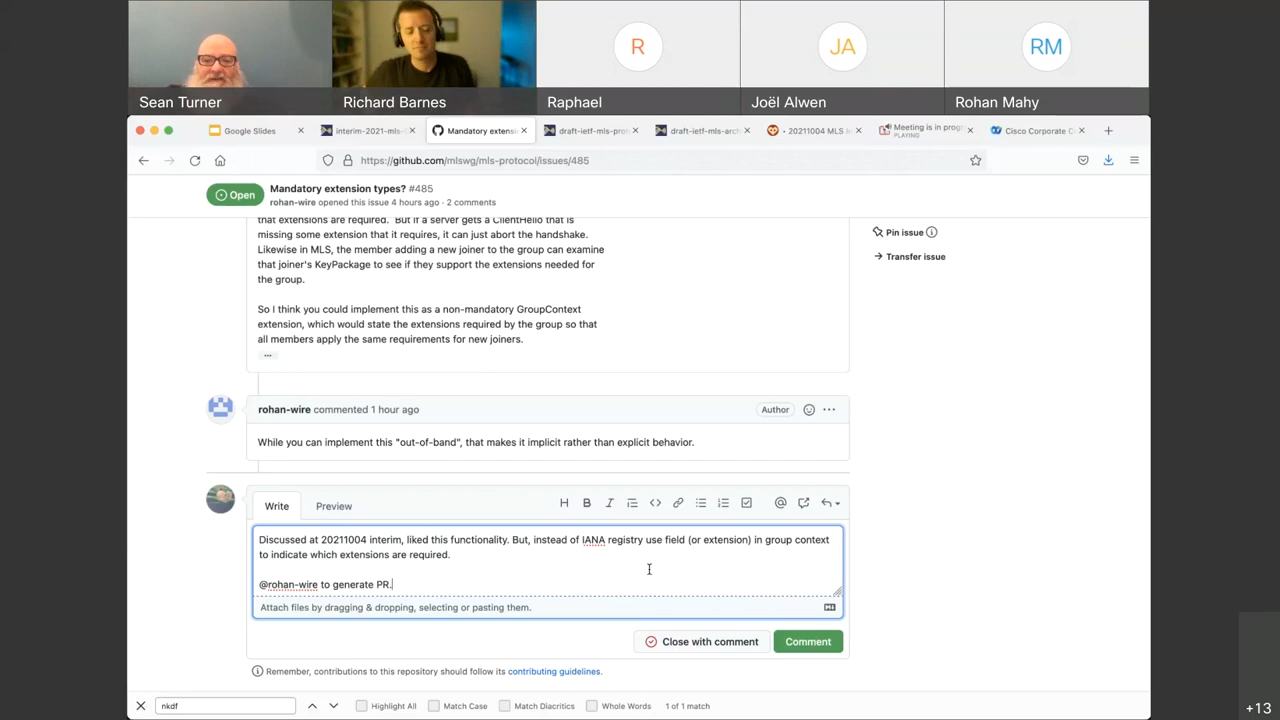 R
JA
RM
Sean Turner
Richard Barnes
Raphael
Joël Alwen
Rohan Mahy
Google Slides
interim-2021-mls-
Mandatory extensi
draft-ietf-mls-prot
draft-ietf-mls-arch
20211004 MLS I
Meeting is in prog
PLAYING
Cisco Corporate C
https://github.com/mlswg/mls-protocol/issues/485
Open
Mandatory extension types? #485
rohan-wire opened this issue 4 hours ago · 2 comments
that extensions are required. But if a server gets a ClientHello that is
missing some extension that it requires, it can just abort the handshake.
Likewise in MLS, the member adding a new joiner to the group can examine
that joiner's KeyPackage to see if they support the extensions needed for
the group.
So I think you could implement this as a non-mandatory GroupContext
extension, which would state the extensions required by the group so that
all members apply the same requirements for new joiners.
...
Pin issue
Transfer issue
rohan-wire commented 1 hour ago
Author
While you can implement this "out-of-band", that makes it implicit rather than explicit behavior.
Write
Preview
Discussed at 20211004 interim, liked this functionality. But, instead of IANA registry use field (or extension) in group context
to indicate which extensions are required.
@rohan-wire to generate PR.
Attach files by dragging & dropping, selecting or pasting them.
Close with comment
Comment
Remember, contributions to this repository should follow its contributing guidelines.
nkdf
Highlight All
Match Case
Match Diacritics
Whole Words
1 of 1 match
+13